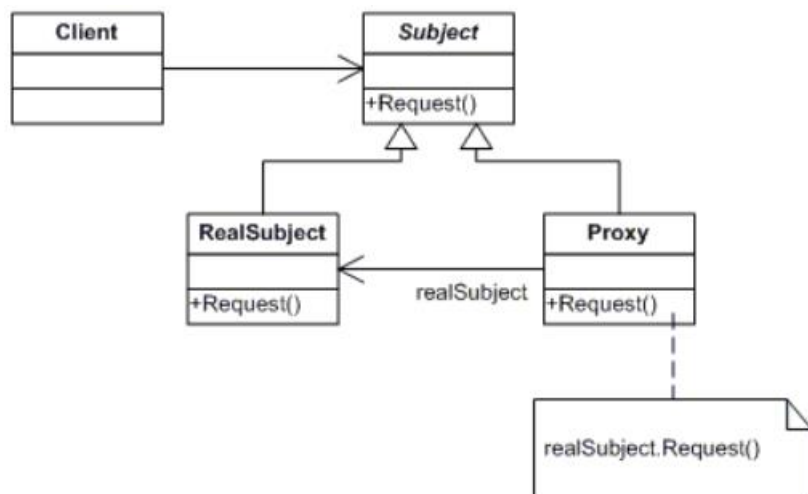 Client
Subject
+Request()
RealSubject
+Request()
realSubject
Proxy
+Request()
realSubject.Request()